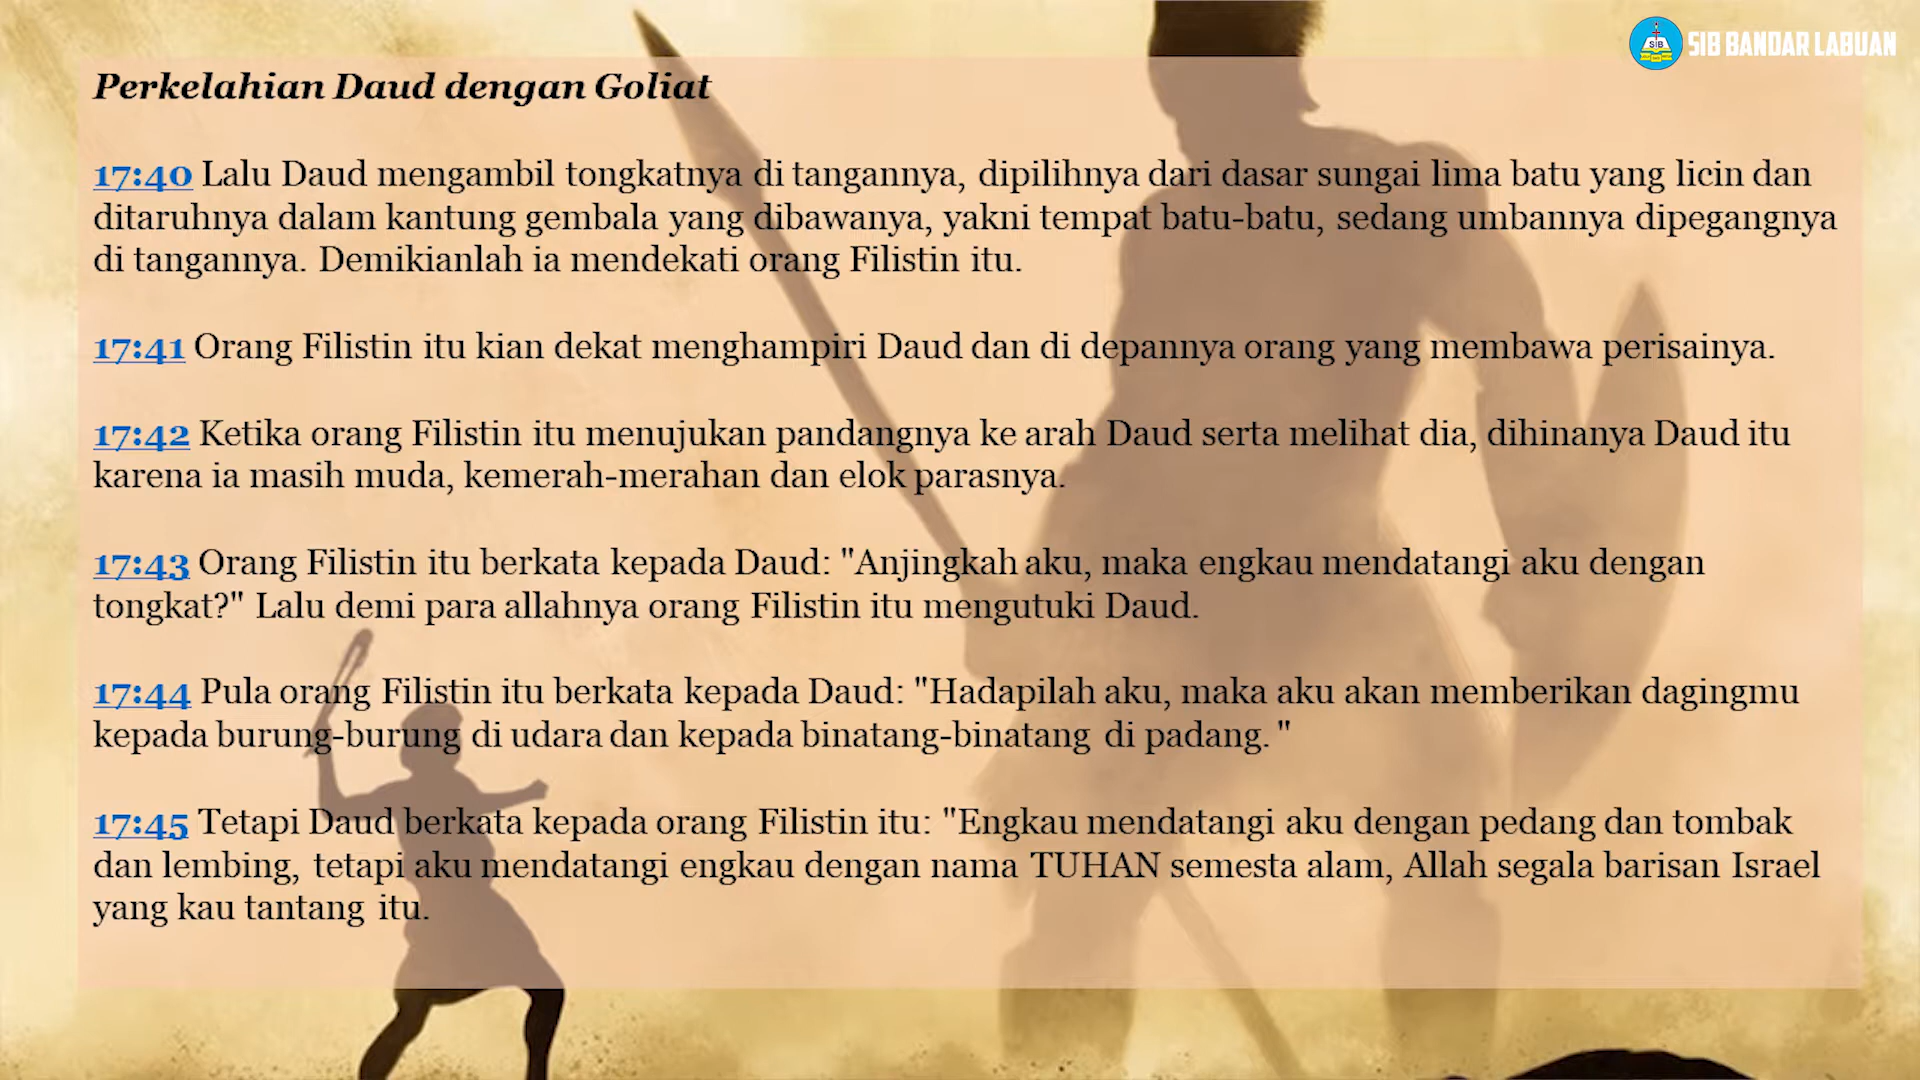 SIB
SIB BANDAR LABUAN
Perkelahian Daud dengan Goliat
17:40 Lalu Daud mengambil tongkatnya di tangannya, dipilihnya dari dasar sungai lima batu yang licin dan
ditaruhnya dalam kantung gembala yang dibawanya, yakni tempat batu-batu, sedang umbannya dipegangnya
di tangannya. Demikianlah ia mendekati orang Filistin itu.
17:41 Orang Filistin itu kian dekat menghampiri Daud dan di depannya orang yang membawa perisainya.
17:42 Ketika orang Filistin itu menujukan pandangnya ke arah Daud serta melihat dia, dihinanya Daud itu
karena ia masih muda, kemerah-merahan dan elok parasnya.
17:43 Orang Filistin itu berkata kepada Daud: "Anjingkah aku, maka engkau mendatangi aku dengan
tongkat?" Lalu demi para allahnya orang Filistin itu mengutuki Daud.
17:44 Pula orang Filistin itu berkata kepada Daud: "Hadapilah aku, maka aku akan memberikan dagingmu
kepada burung-burung di udara dan kepada binatang-binatang di padang. "
17:45 Tetapi Daud berkata kepada orang Filistin itu: "Engkau mendatangi aku dengan pedang dan tombak
dan lembing, tetapi aku mendatangi engkau dengan nama TUHAN semesta alam, Allah segala barisan Israel
yang kau tantang itu.